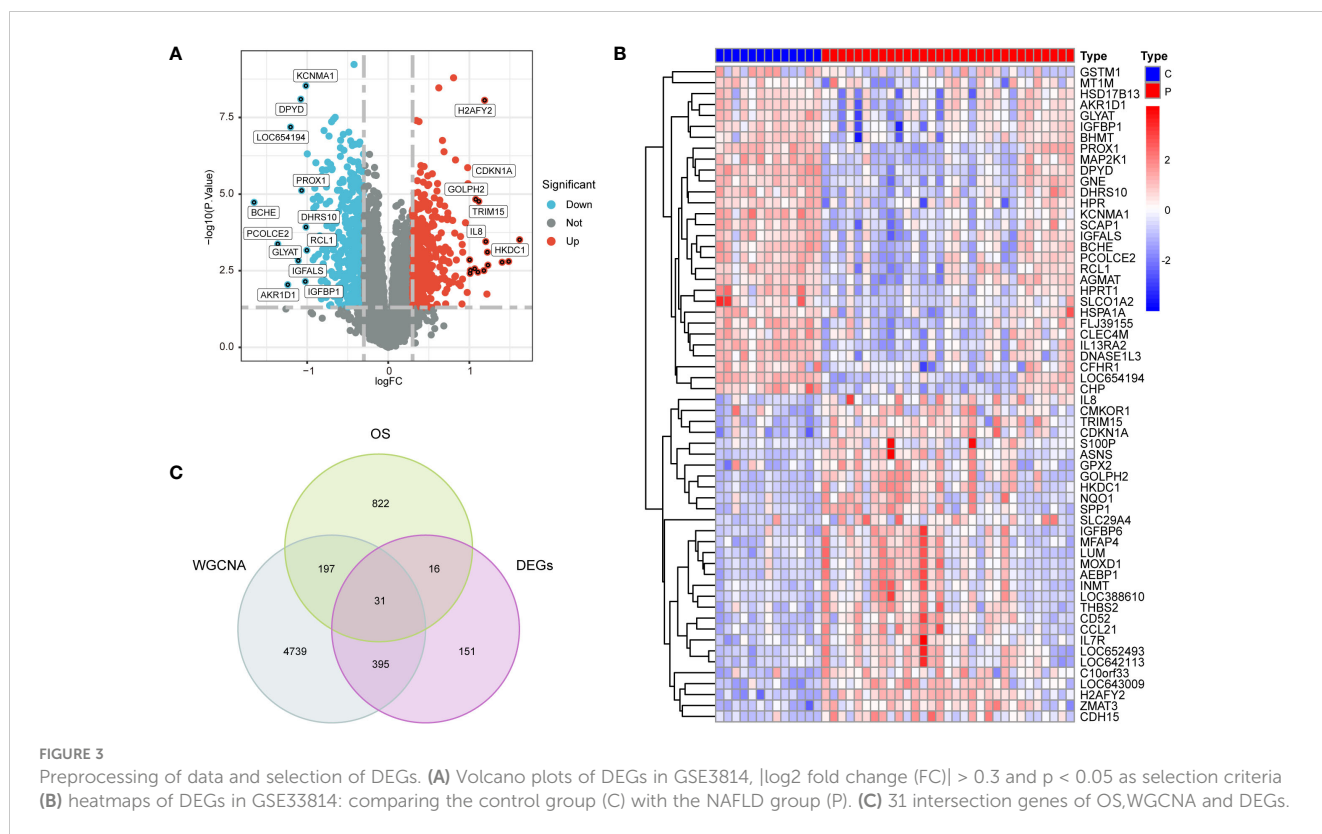 A
KCNMA1
DPYD
LOC654194
PROX1
BCHE
DHRS10
PCOLCE2
RCL1
GLYAT
IGFALS
AKR1D1
IGFBP1
H2AFY2
CDKN1A
GOLPH2
TRIM15
IL8
HKDC1
7.5
5.0
2.5
0.0
−log10(P.Value)
−1
0
1
logFC
Significant
Down
Not
Up
B
Type
GSTM1
MT1M
HSD17B13
AKR1D1
GLYAT
IGFBP1
BHMT
PROX1
MAP2K1
DPYD
GNE
DHRS10
HPR
KCNMA1
SCAP1
IGFALS
BCHE
PCOLCE2
RCL1
AGMAT
HPRT1
SLCO1A2
HSPA1A
FLJ39155
CLEC4M
IL13RA2
DNASE1L3
CFHR1
LOC654194
CHP
IL8
CMKOR1
TRIM15
CDKN1A
S100P
ASNS
GPX2
GOLPH2
HKDC1
NQO1
SPP1
SLC29A4
IGFBP6
MFAP4
LUM
MOXD1
AEBP1
INMT
LOC388610
THBS2
CD52
CCL21
IL7R
LOC652493
LOC642113
C10orf33
LOC643009
H2AFY2
ZMAT3
CDH15
Type
C
P
2
0
-2
C
OS
822
WGCNA
197
16
DEGs
31
4739
395
151
FIGURE 3
Preprocessing of data and selection of DEGs. (A) Volcano plots of DEGs in GSE3814, |log2 fold change (FC)| > 0.3 and p < 0.05 as selection criteria
(B) heatmaps of DEGs in GSE33814: comparing the control group (C) with the NAFLD group (P). (C) 31 intersection genes of OS,WGCNA and DEGs.